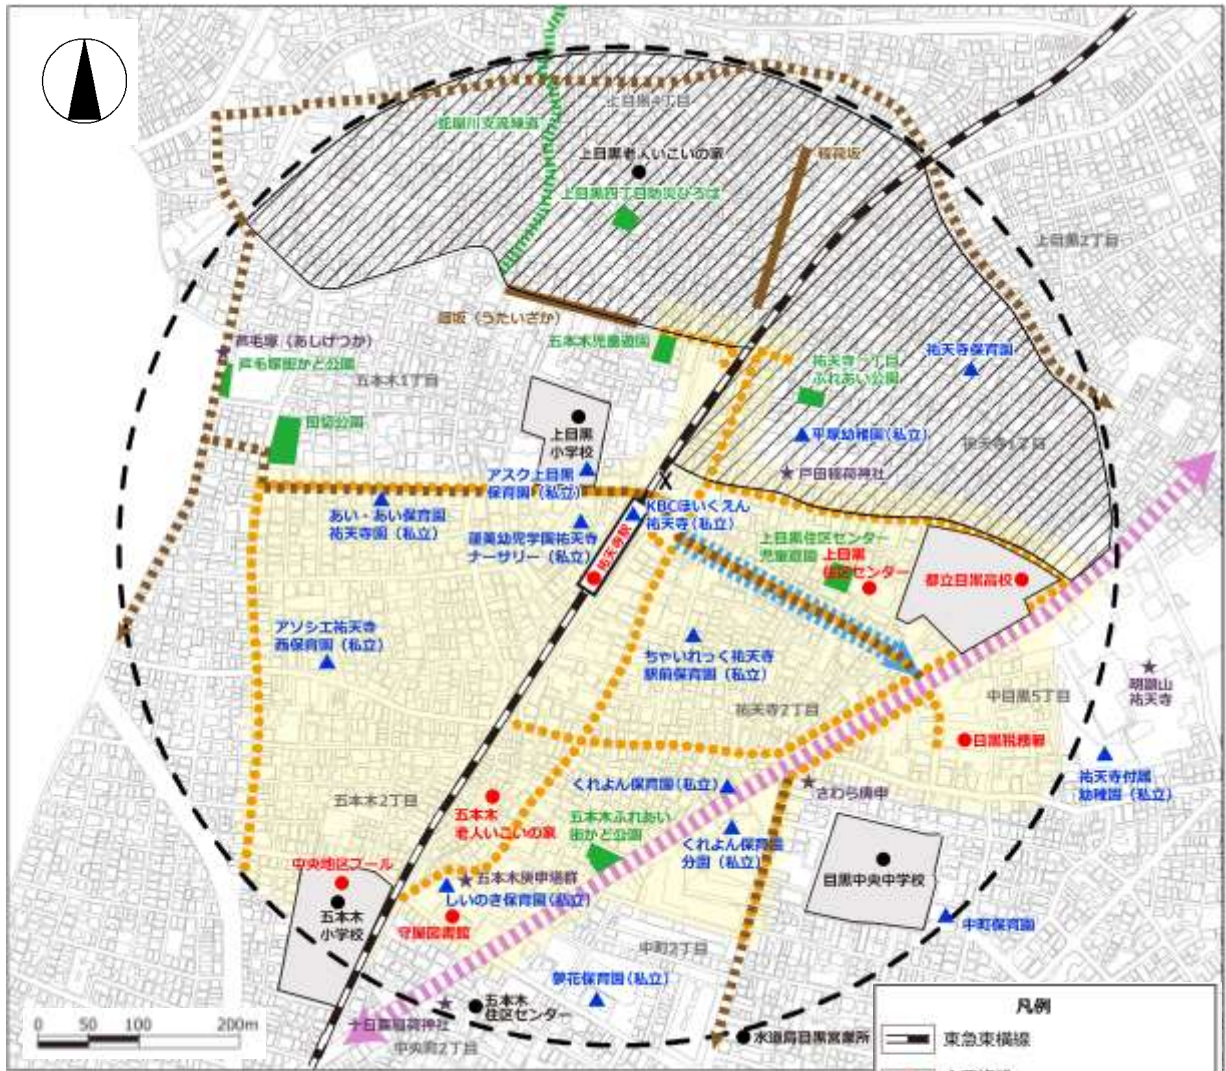 上目黒4丁目
蛇崩川支流緑道
上目黒老人いこいの家
稲荷坂
上目黒四丁目防災ひろば
上目黒2丁目
謡坂（うたいざか）
芦毛塚（あしげつか）
芦毛塚街かど公園
五本木1丁目
五本木児童遊園
祐天寺一丁目
ふれあい公園
祐天寺保育園
田切公園
上目黒
小学校
平塚幼稚園(私立)
祐天寺1丁目
戸田稲荷神社
アスク上目黒
保育園（私立）
X
KBCほいくえん
祐天寺(私立)
あい・あい保育園
祐天寺園（私立）
蓮美幼児学園祐天寺
ナーサリー（私立）
祐天寺駅
上目黒住区センター
児童遊園
上目黒
住区センター
都立目黒高校
アソシエ祐天寺
西保育園（私立）
ちゃいれっく祐天寺
駅前保育園（私立）
明顕山
祐天寺
中目黒5丁目
祐天寺2丁目
目黒税務署
祐天寺付属
幼稚園（私立）
くれよん保育園(私立)
さわら庚申
五本木2丁目
五本木
老人いこいの家
五本木ふれあい
街かど公園
くれよん保育園
分園（私立）
中央地区プール
五本木庚申塔群
しいのき保育園(私立)
目黒中央中学校
五本木
小学校
守屋図書館
中町保育園
中町2丁目
夢花保育園(私立)
五本木
住区センター
十日森稲荷神社
中央町2丁目
水道局目黒営業所
0 50 100 200m
凡例
東急東横線